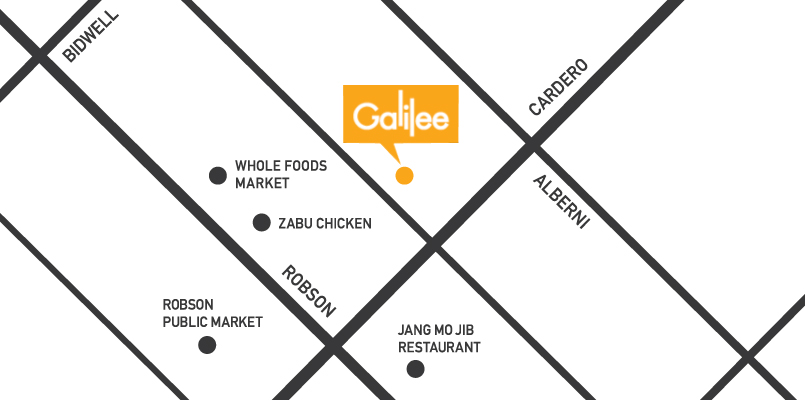 BIDWELL
CARDERO
Galilee
WHOLE FOODS
MARKET
ALBERNI
ZABU CHICKEN
ROBSON
ROBSON
PUBLIC MARKET
JANG MO JIB
RESTAURANT